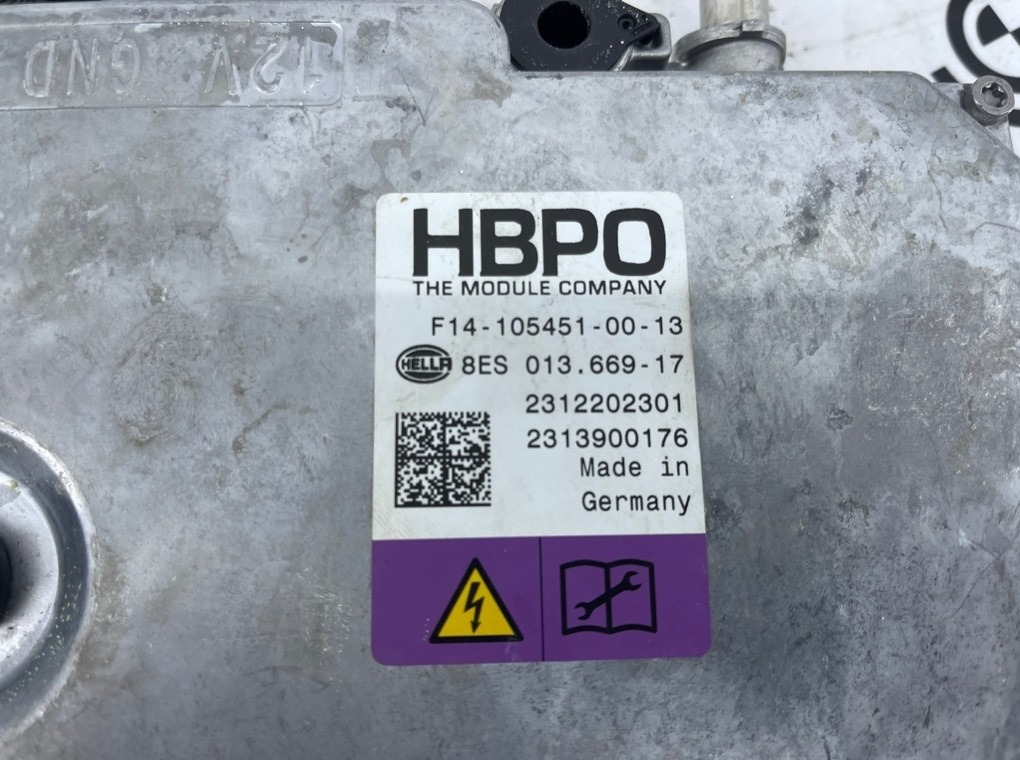 12V GND
HBPO
THE MODULE COMPANY
F14-105451-00-13
HELLA 8ES 013.669-17
2312202301
2313900176
Made in
Germany